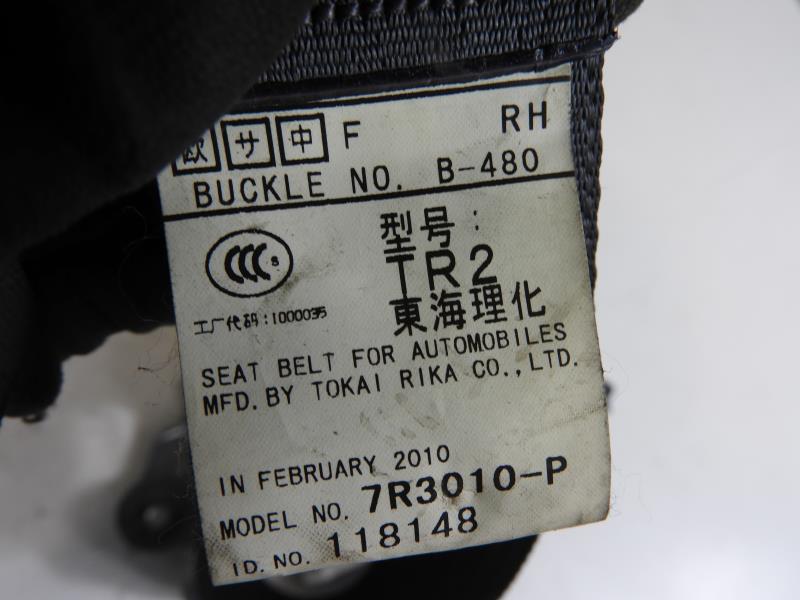 欧 サ 中 F RH
BUCKLE NO. B-480
CCC S
型号：
TR2
東海理化
工厂代码：1000035
SEAT BELT FOR AUTOMOBILES
MFD. BY TOKAI RIKA CO., LTD.
IN FEBRUARY 2010
MODEL NO. 7R3010-P
ID. NO. 118148